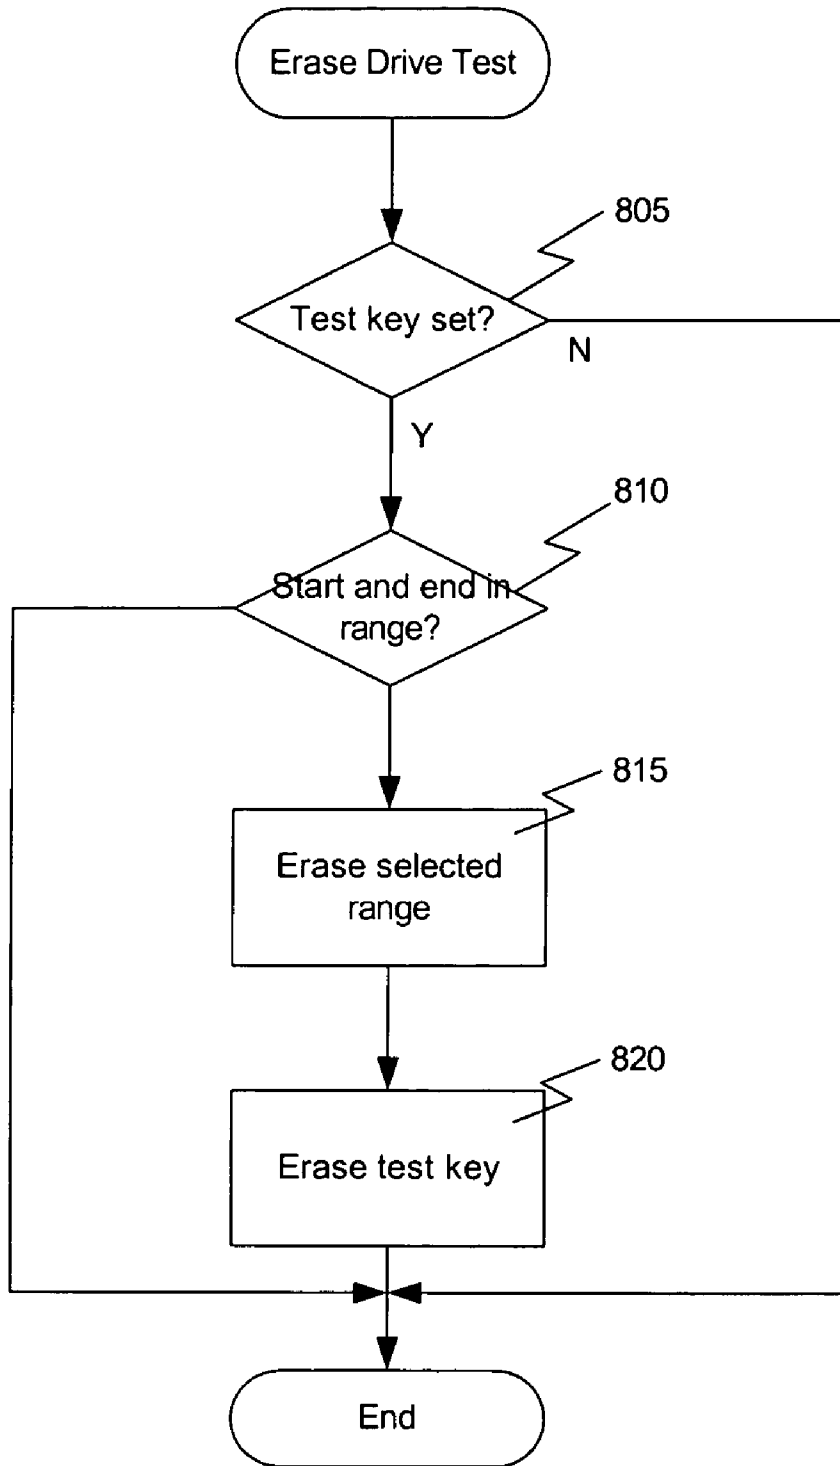 Erase Drive Test
805
Test key set?
N
Y
810
Start and end in
range?
815
Erase selected
range
820
Erase test key
End